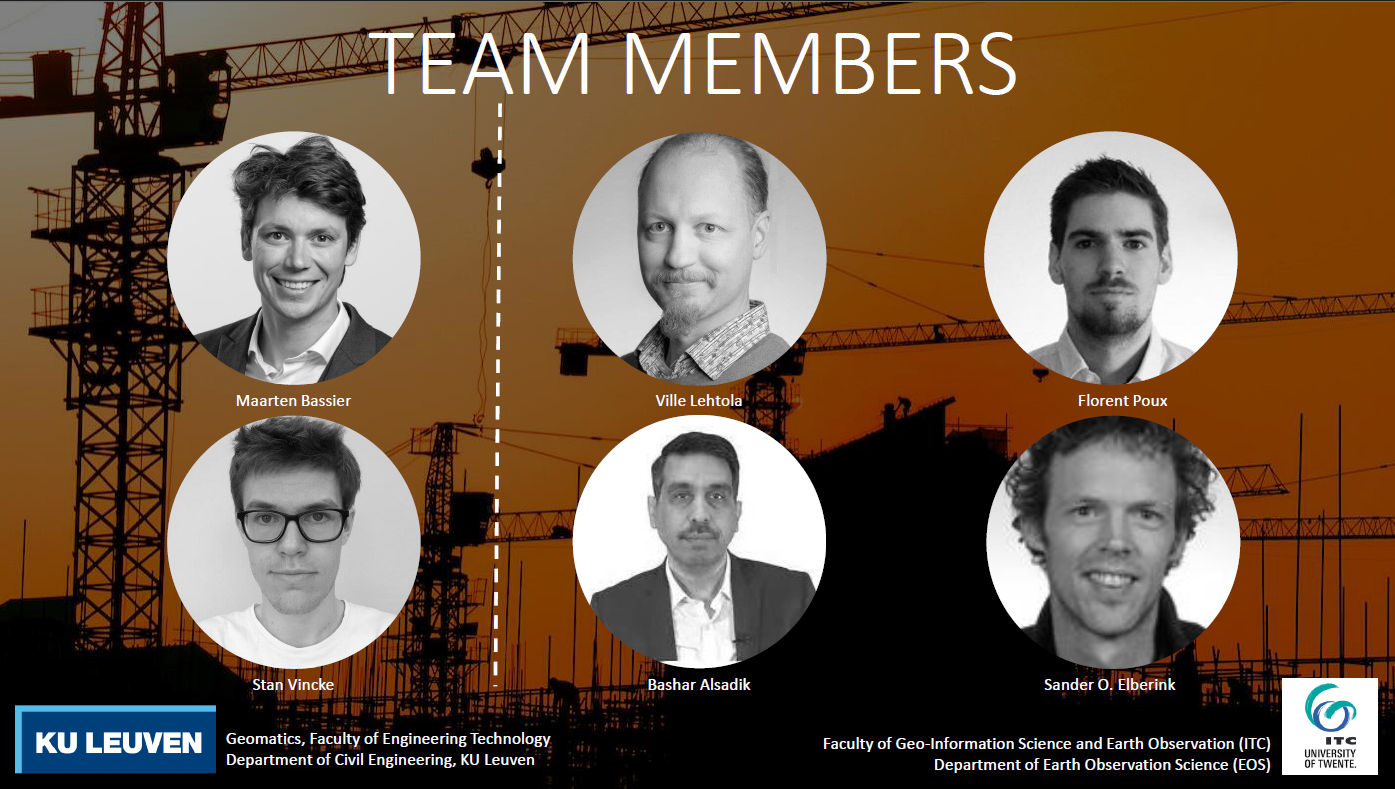 TEAM MEMBERS
Maarten Bassier
Ville Lehtola
Florent Poux
Stan Vincke
Bashar Alsadik
Sander O. Elberink
KU LEUVEN
Geomatics, Faculty of Engineering Technology
Department of Civil Engineering, KU Leuven
Faculty of Geo-Information Science and Earth Observation (ITC)
Department of Earth Observation Science (EOS)
ITC
UNIVERSITY
OF TWENTE.